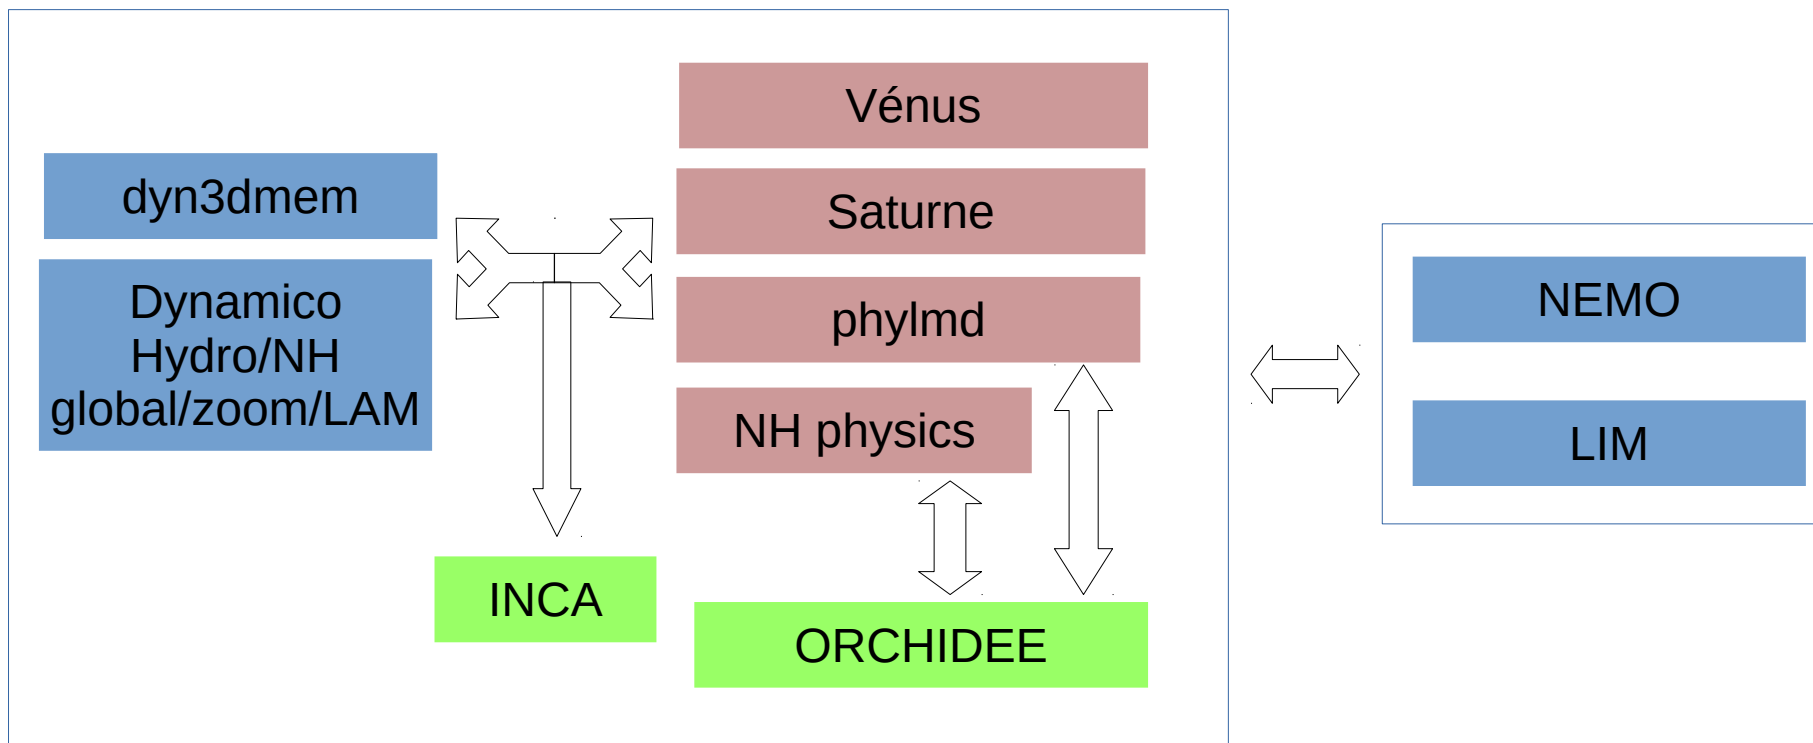 dyn3dmem
Dynamico
Hydro/NH
global/zoom/LAM
Vénus
Saturne
phylmd
NH physics
INCA
ORCHIDEE
NEMO
LIM